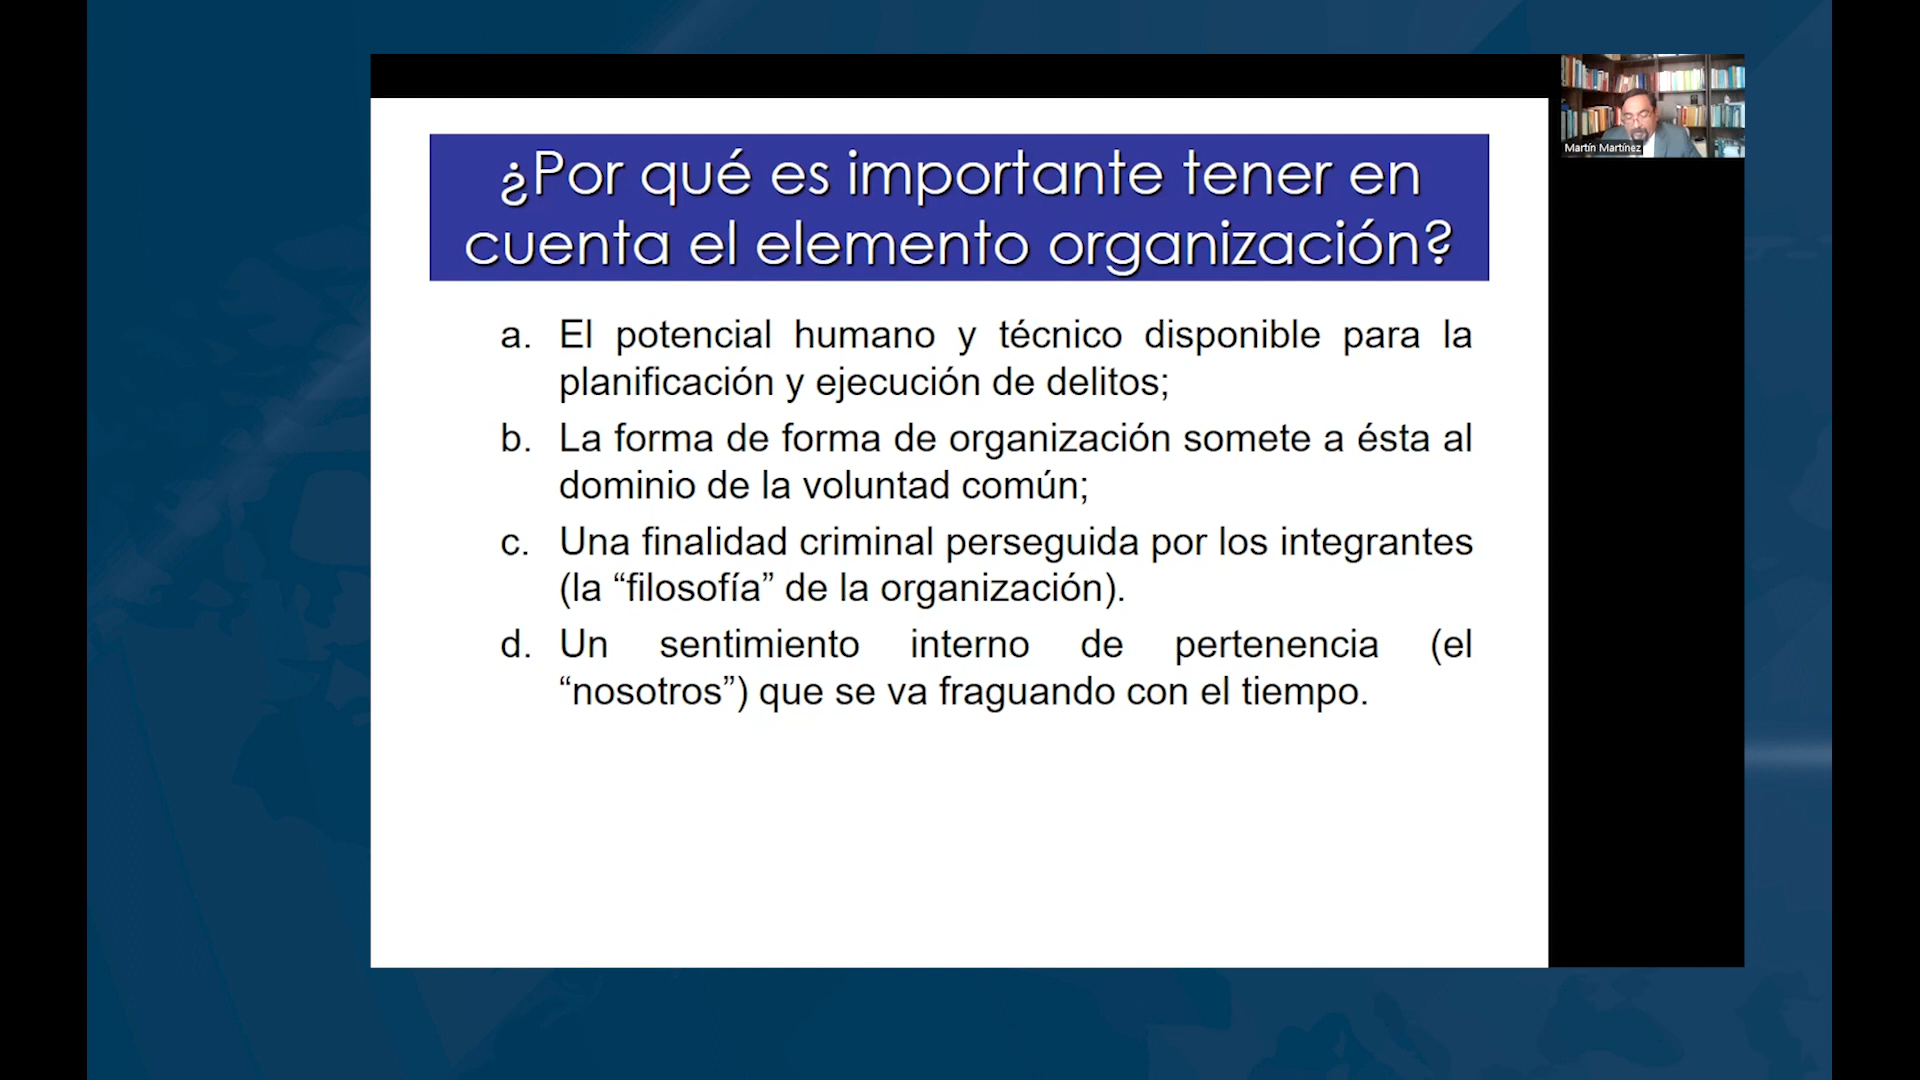 ¿Por qué es importante tener en
cuenta el elemento organización?
a. El potencial humano y técnico disponible para la
planificación y ejecución de delitos;
b. La forma de forma de organización somete a ésta al
dominio de la voluntad común;
c. Una finalidad criminal perseguida por los integrantes
(la “filosofía” de la organización).
d. Un sentimiento interno de pertenencia (el
“nosotros”) que se va fraguando con el tiempo.
Martín Martínez